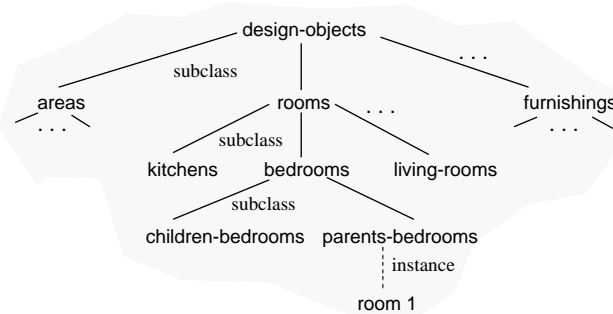 design-objects
subclass
. . .
areas rooms . . . furnishings
. . . . . .
subclass
kitchens bedrooms living-rooms
subclass
children-bedrooms parents-bedrooms
instance
room 1